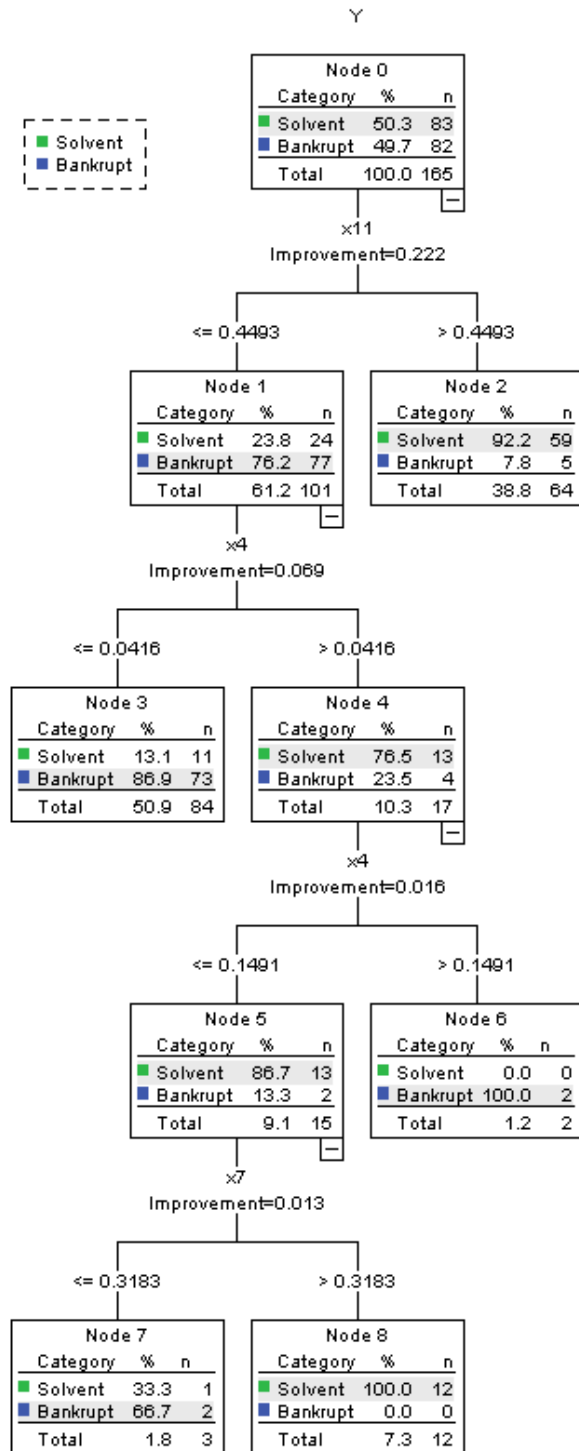 Y
Solvent
Bankrupt
Node 0
Category % n
Solvent 50.3 83
Bankrupt 49.7 82
Total 100.0 165
x11
Improvement=0.222
<= 0.4493 > 0.4493
Node 1
Category % n
Solvent 23.8 24
Bankrupt 76.2 77
Total 61.2 101
Node 2
Category % n
Solvent 92.2 59
Bankrupt 7.8 5
Total 38.8 64
x4
Improvement=0.069
<= 0.0416 > 0.0416
Node 3
Category % n
Solvent 13.1 11
Bankrupt 86.9 73
Total 50.9 84
Node 4
Category % n
Solvent 76.5 13
Bankrupt 23.5 4
Total 10.3 17
x4
Improvement=0.016
<= 0.1491 > 0.1491
Node 5
Category % n
Solvent 86.7 13
Bankrupt 13.3 2
Total 9.1 15
Node 6
Category % n
Solvent 0.0 0
Bankrupt 100.0 2
Total 1.2 2
x7
Improvement=0.013
<= 0.3183 > 0.3183
Node 7
Category % n
Solvent 33.3 1
Bankrupt 66.7 2
Total 1.8 3
Node 8
Category % n
Solvent 100.0 12
Bankrupt 0.0 0
Total 7.3 12